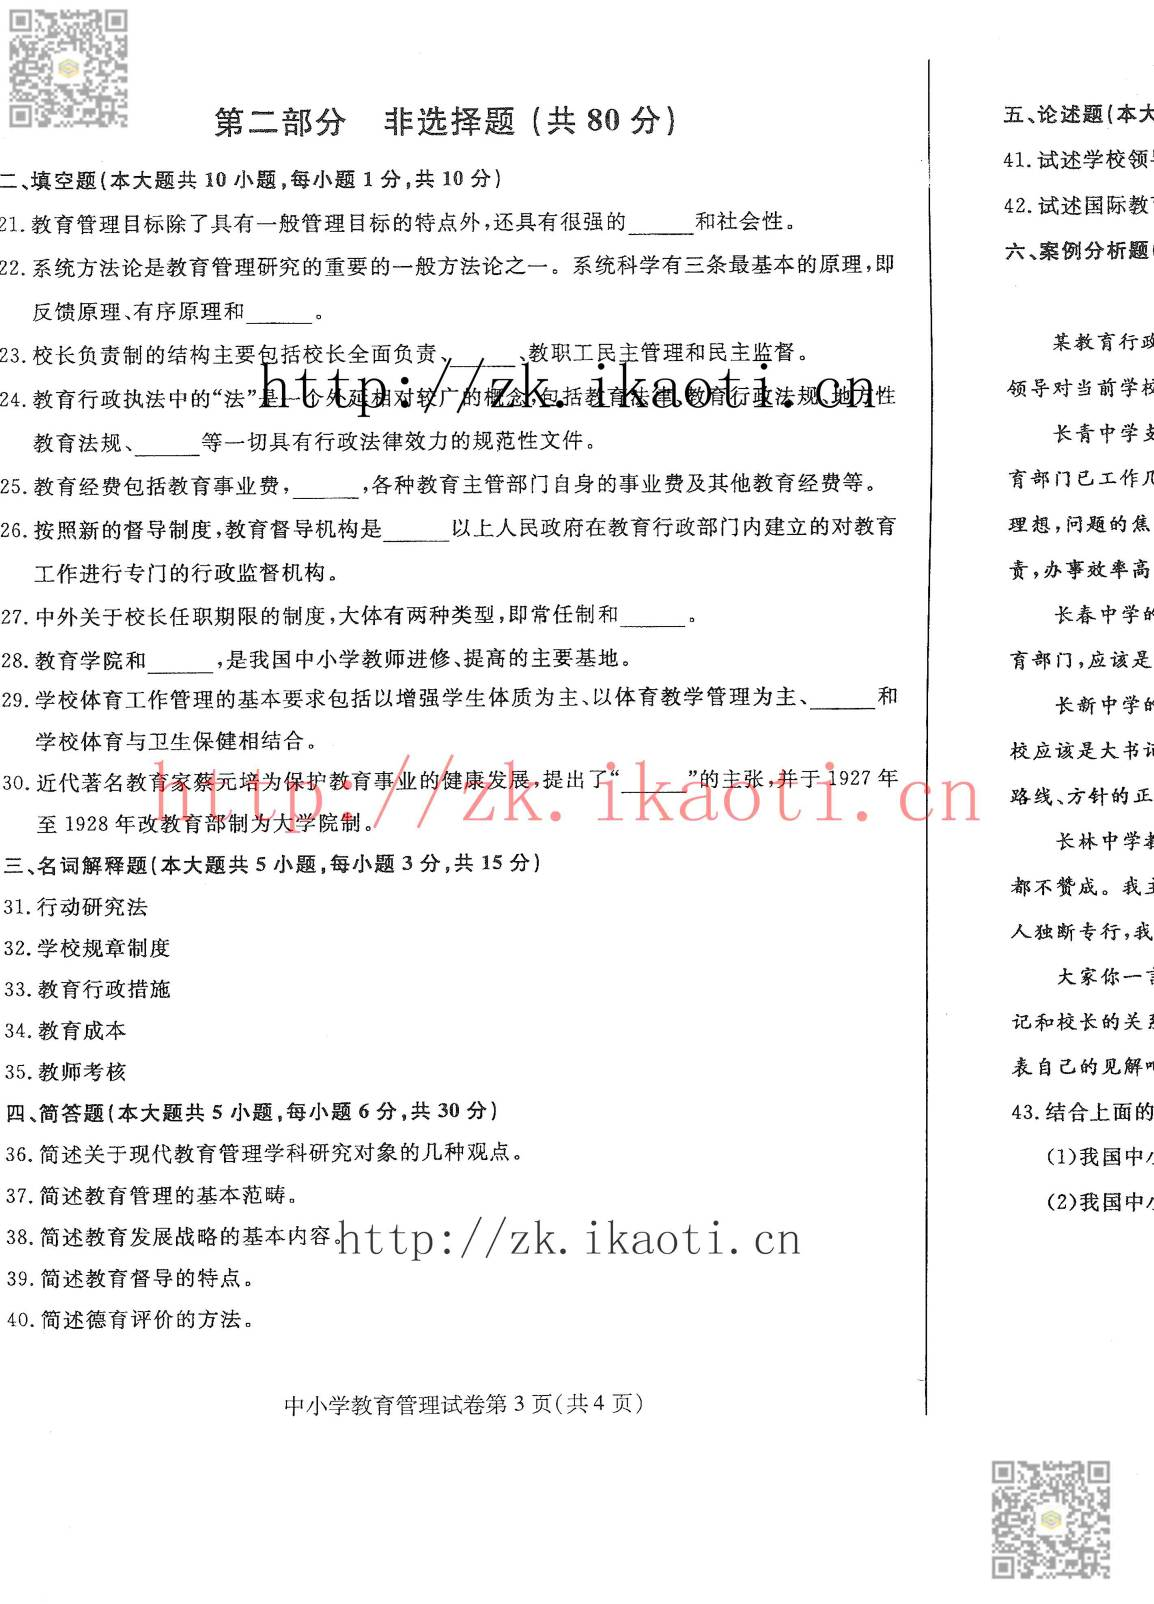 第二部分　非选择题(共 80 分)
二、填空题(本大题共 10 小题,每小题 1 分,共 10 分)
21. 教育管理目标除了具有一般管理目标的特点外,还具有很强的______和社会性。
22. 系统方法论是教育管理研究的重要的一般方法论之一。系统科学有三条最基本的原理,即
反馈原理、有序原理和______。
23. 校长负责制的结构主要包括校长全面负责、______、教职工民主管理和民主监督。
http://zk.ikaoti.cn
24. 教育行政执法中的“法”是一个外延相对较广的概念,包括教育法律、教育行政法规、地方性
教育法规、______等一切具有行政法律效力的规范性文件。
25. 教育经费包括教育事业费,______,各种教育主管部门自身的事业费及其他教育经费等。
26. 按照新的督导制度,教育督导机构是______以上人民政府在教育行政部门内建立的对教育
工作进行专门的行政监督机构。
27. 中外关于校长任职期限的制度,大体有两种类型,即常任制和______。
28. 教育学院和______,是我国中小学教师进修、提高的主要基地。
29. 学校体育工作管理的基本要求包括以增强学生体质为主、以体育教学管理为主、______和
学校体育与卫生保健相结合。
30. 近代著名教育家蔡元培为保护教育事业的健康发展,提出了“______”的主张,并于 1927 年
http://zk.ikaoti.cn
至 1928 年改教育部制为大学院制。
三、名词解释题(本大题共 5 小题,每小题 3 分,共 15 分)
31. 行动研究法
32. 学校规章制度
33. 教育行政措施
34. 教育成本
35. 教师考核
四、简答题(本大题共 5 小题,每小题 6 分,共 30 分)
36. 简述关于现代教育管理学科研究对象的几种观点。
37. 简述教育管理的基本范畴。
38. 简述教育发展战略的基本内容。
http://zk.ikaoti.cn
39. 简述教育督导的特点。
40. 简述德育评价的方法。
中小学教育管理试卷第 3 页(共 4 页)
五、论述题(本大
41. 试述学校领
42. 试述国际教
六、案例分析题
某教育行政
领导对当前学校
长青中学支
育部门已工作几
理想,问题的焦
责,办事效率高
长春中学的
育部门,应该是
长新中学的
校应该是大书记
路线、方针的正
长林中学教
都不赞成。我主
人独断专行,我
大家你一言
记和校长的关系
表自己的见解吧
43. 结合上面的
(1)我国中小
(2)我国中小